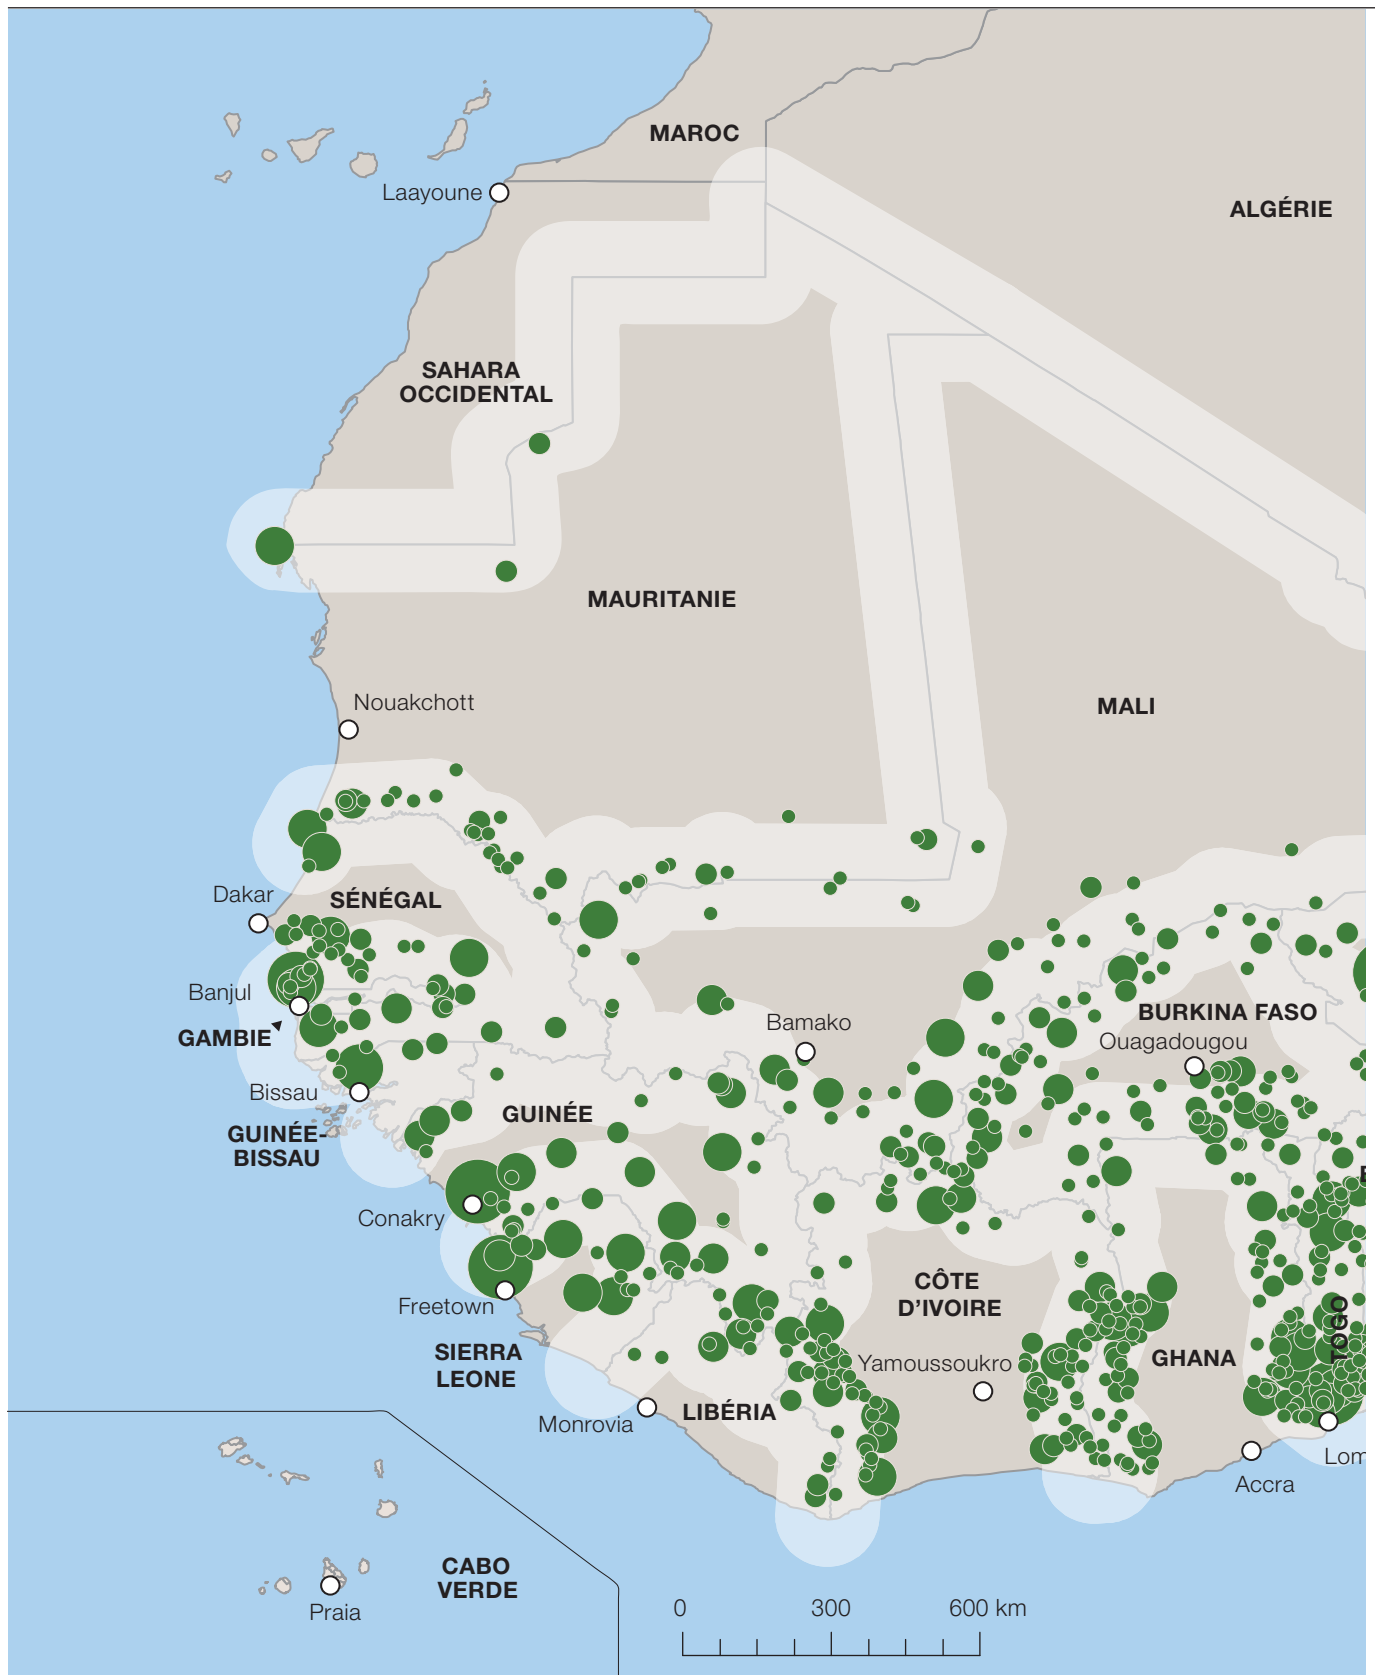 MAROC
Laayoune
ALGÉRIE
SAHARA
OCCIDENTAL
MAURITANIE
Nouakchott
MALI
Dakar
SÉNÉGAL
Banjul
GAMBIE
Bamako
BURKINA FASO
Ouagadougou
Bissau
GUINÉE
GUINÉE-
BISSAU
Conakry
Freetown
CÔTE
D'IVOIRE
TOGO
SIERRA
LEONE
Yamoussoukro
GHANA
Monrovia
LIBÉRIA
Lom
Accra
CABO
VERDE
Praia
0 300 600 km